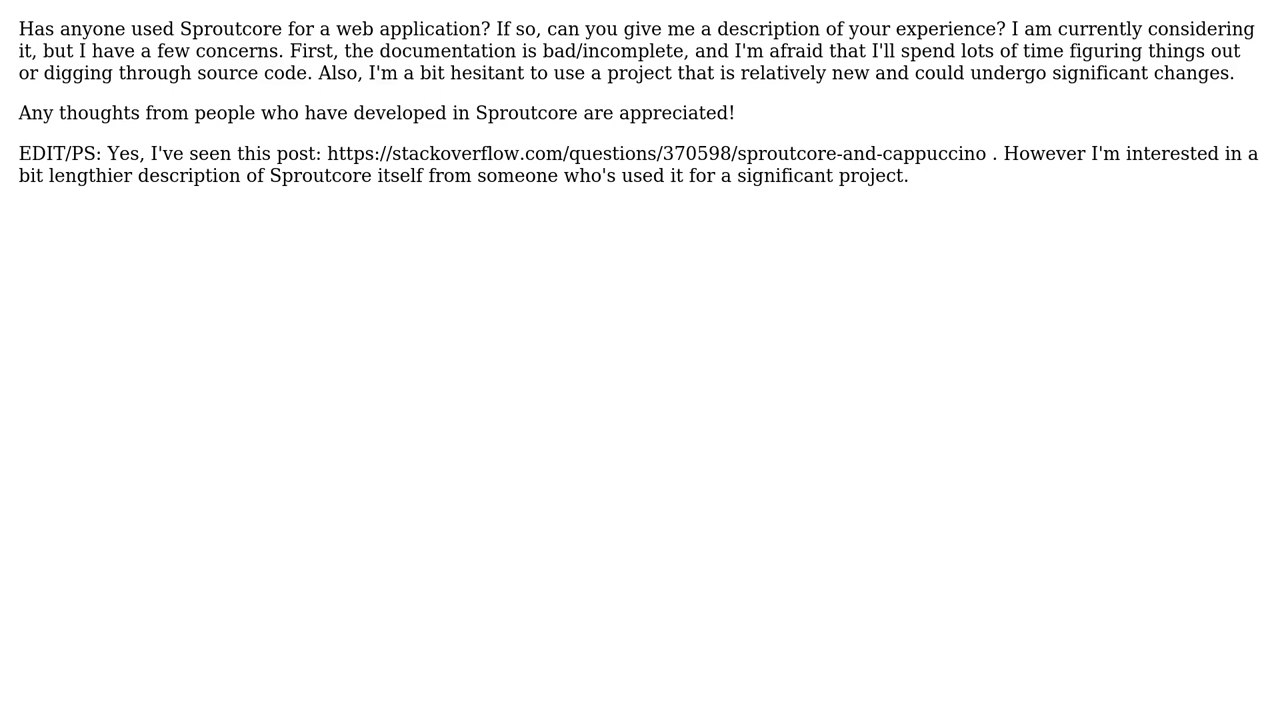 Has anyone used Sproutcore for a web application? If so, can you give me a description of your experience? I am currently considering
it, but I have a few concerns. First, the documentation is bad/incomplete, and I'm afraid that I'll spend lots of time figuring things out
or digging through source code. Also, I'm a bit hesitant to use a project that is relatively new and could undergo significant changes.
Any thoughts from people who have developed in Sproutcore are appreciated!
EDIT/PS: Yes, I've seen this post: https://stackoverflow.com/questions/370598/sproutcore-and-cappuccino . However I'm interested in a
bit lengthier description of Sproutcore itself from someone who's used it for a significant project.